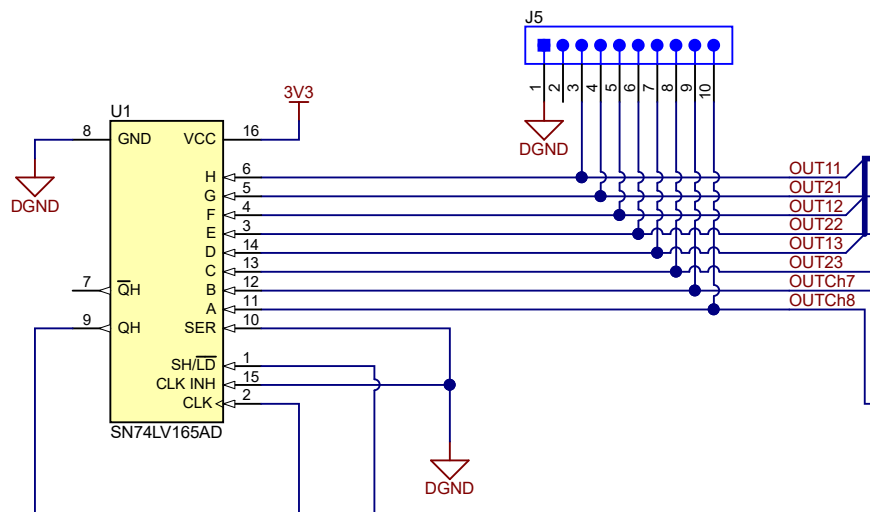 J5
1 2 3 4 5 6 7 8 9 10
DGND
3V3
U1
8 GND VCC 16
DGND
H 6 OUT11
G 5 OUT21
F 4 OUT12
E 3 OUT22
D 14 OUT13
C 13 OUT23
7 QH B 12 OUTCh7
A 11 OUTCh8
9 QH SER 10
SH/LD 1
CLK INH 15
CLK 2
SN74LV165AD
DGND